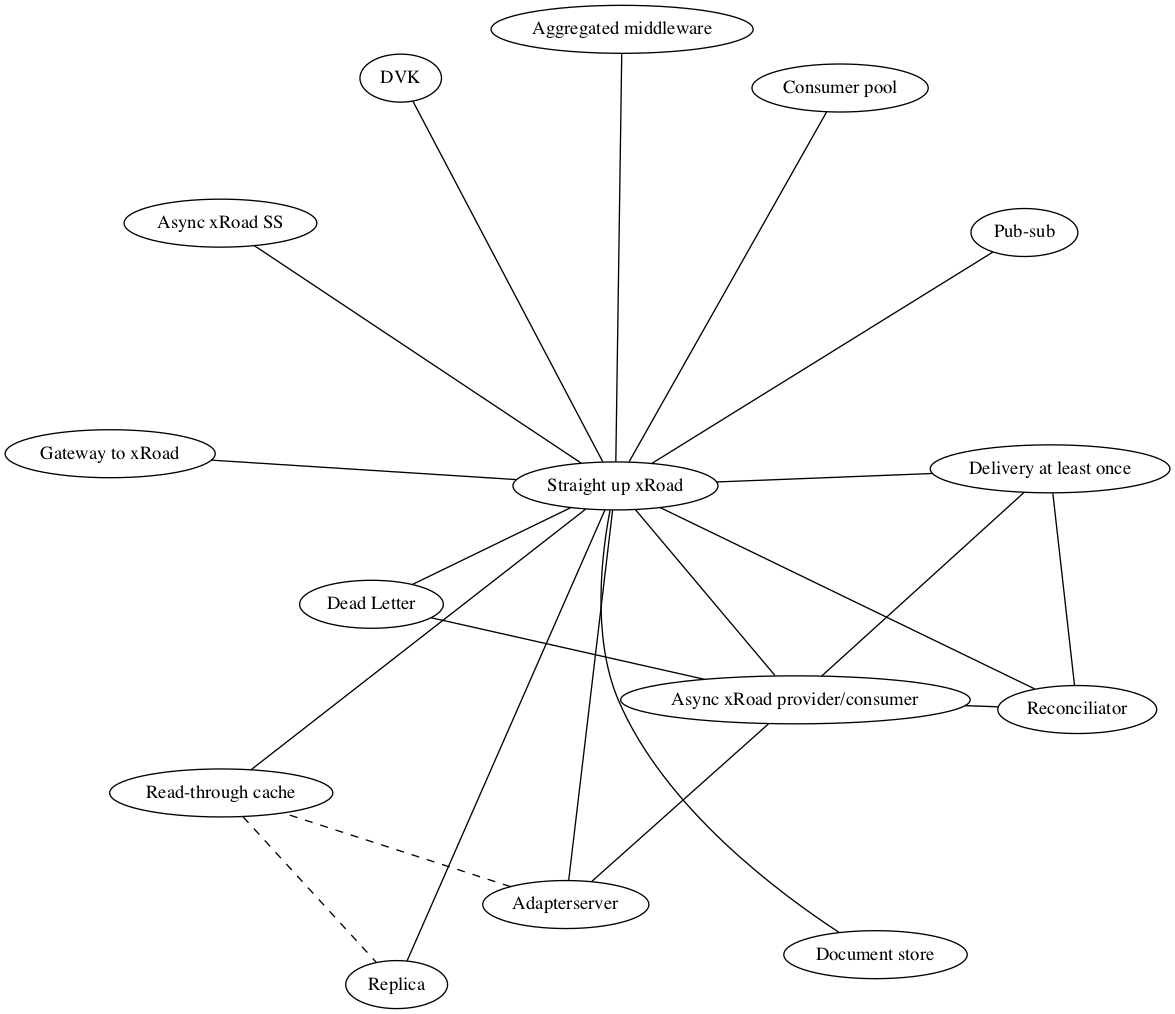 Aggregated middleware
DVK
Consumer pool
Async xRoad SS
Pub-sub
Gateway to xRoad
Delivery at least once
Straight up xRoad
Dead Letter
Async xRoad provider/consumer
Reconciliator
Read-through cache
Adapterserver
Document store
Replica